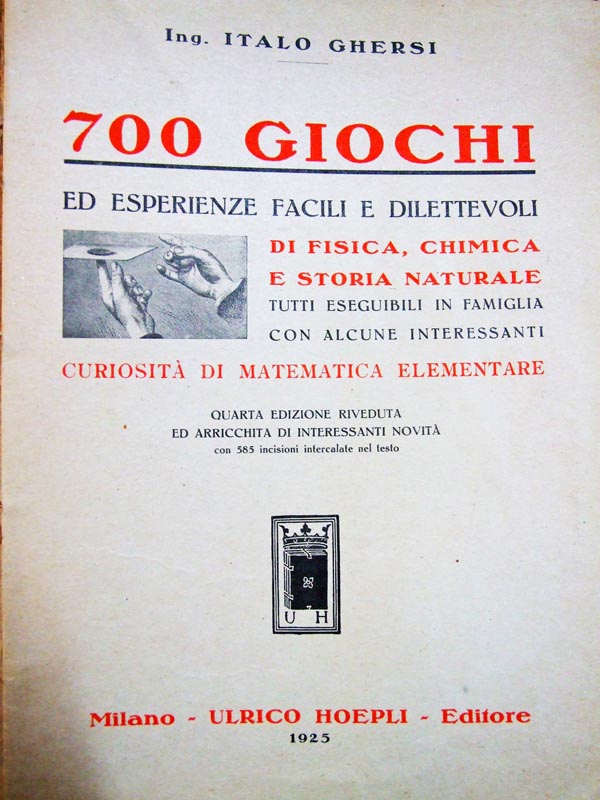 Ing. ITALO GHERSI
700 GIOCHI
ED ESPERIENZE FACILI E DILETTEVOLI
DI FISICA, CHIMICA
E STORIA NATURALE
TUTTI ESEGUIBILI IN FAMIGLIA
CON ALCUNE INTERESSANTI
CURIOSITÀ DI MATEMATICA ELEMENTARE
QUARTA EDIZIONE RIVEDUTA
ED ARRICCHITA DI INTERESSANTI NOVITÀ
con 585 incisioni intercalate nel testo
U H
Milano - ULRICO HOEPLI - Editore
1925